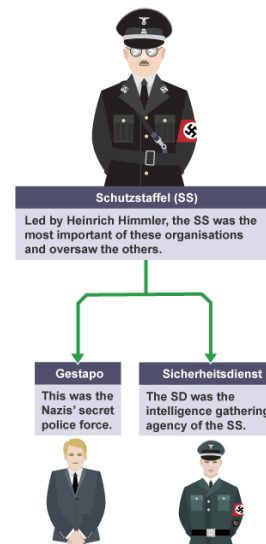 Schutzstaffel (SS)
Led by Heinrich Himmler, the SS was the
most important of these organisations
and oversaw the others.
Gestapo
This was the
Nazis' secret
police force.
Sicherheitsdienst
The SD was the
intelligence gathering
agency of the SS.